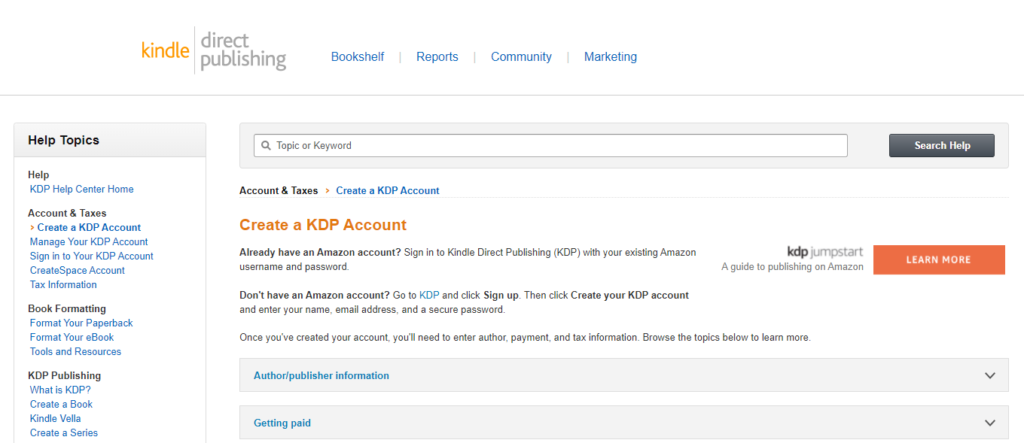 kindle direct publishing
Bookshelf | Reports | Community | Marketing
Help Topics
Help
KDP Help Center Home
Account & Taxes
› Create a KDP Account
Manage Your KDP Account
Sign in to Your KDP Account
CreateSpace Account
Tax Information
Book Formatting
Format Your Paperback
Format Your eBook
Tools and Resources
KDP Publishing
What is KDP?
Create a Book
Kindle Vella
Create a Series
Topic or Keyword
Search Help
Account & Taxes › Create a KDP Account
Create a KDP Account
Already have an Amazon account? Sign in to Kindle Direct Publishing (KDP) with your existing Amazon
username and password.
kdp jumpstart
A guide to publishing on Amazon
LEARN MORE
Don't have an Amazon account? Go to KDP and click Sign up. Then click Create your KDP account
and enter your name, email address, and a secure password.
Once you've created your account, you'll need to enter author, payment, and tax information. Browse the topics below to learn more.
Author/publisher information
Getting paid